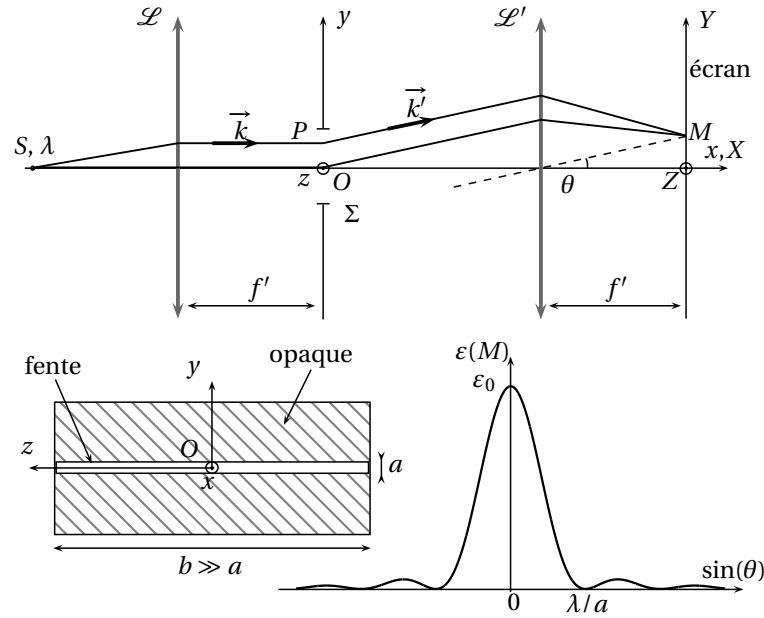 ℒ y ℒ′ Y
écran
S, λ k⃗ P k⃗′ M
x, X
z O θ Z
Σ
f′ f′
fente y opaque
z O x a
b ≫ a
ε(M)
ε₀
sin(θ)
0 λ/a